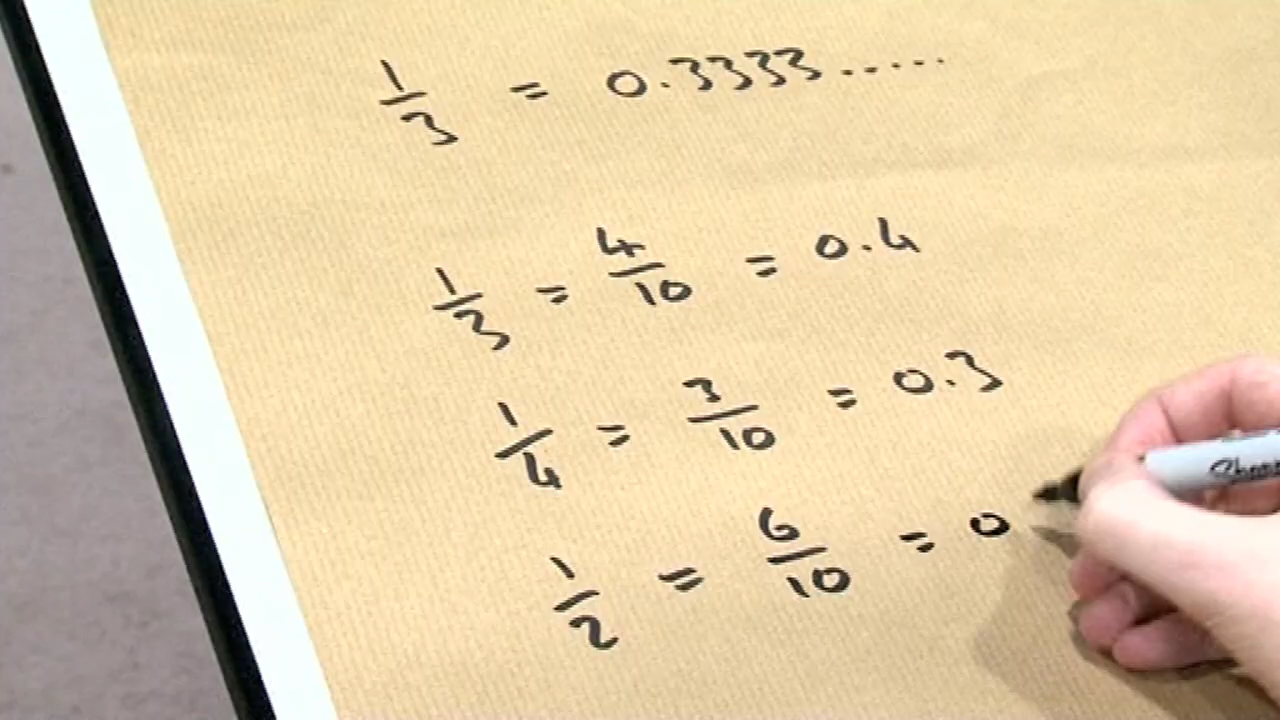 1/3 = 0.3333.....
1/3 = 4/10 = 0.4
1/4 = 3/10 = 0.3
1/2 = 6/10 = 0